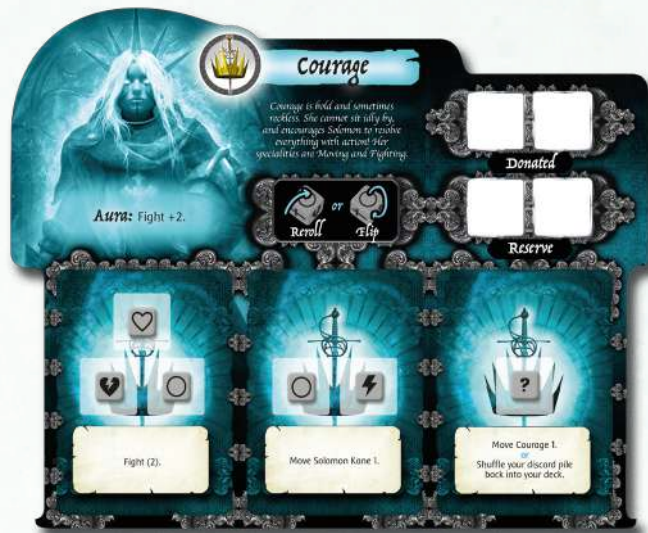 Courage
Courage is bold and sometimes
reckless. She cannot sit idly by,
and encourages Solomon to resolve
everything with action! Her
specialities are Moving and Fighting.
Aura: Fight +2.
Reroll or Flip
Donated
Reserve
Fight (2).
Move Solomon Kane 1.
?
Move Courage 1.
or
Shuffle your discard pile
back into your deck.